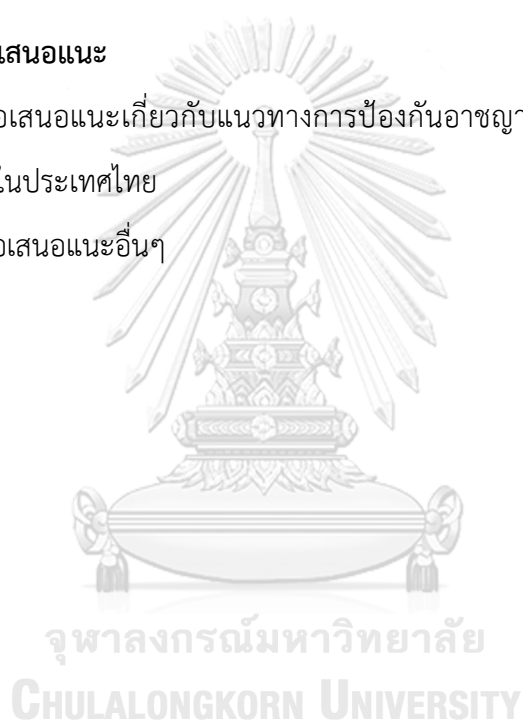 เสนอแนะ
อเสนอแนะเกี่ยวกับแนวทางการป้องกันอาชญา
ในประเทศไทย
อเสนอแนะอื่นๆ
จุฬาลงกรณ์มหาวิทยาลัย
CHULALONGKORN UNIVERSITY